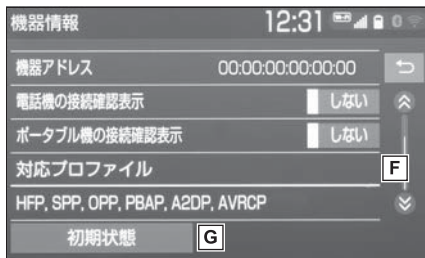 機器情報 12:31
機器アドレス 00:00:00:00:00:00
電話機の接続確認表示 しない
ポータブル機の接続確認表示 しない
対応プロファイル
F
HFP, SPP, OPP, PBAP, A2DP, AVRCP
初期状態 G